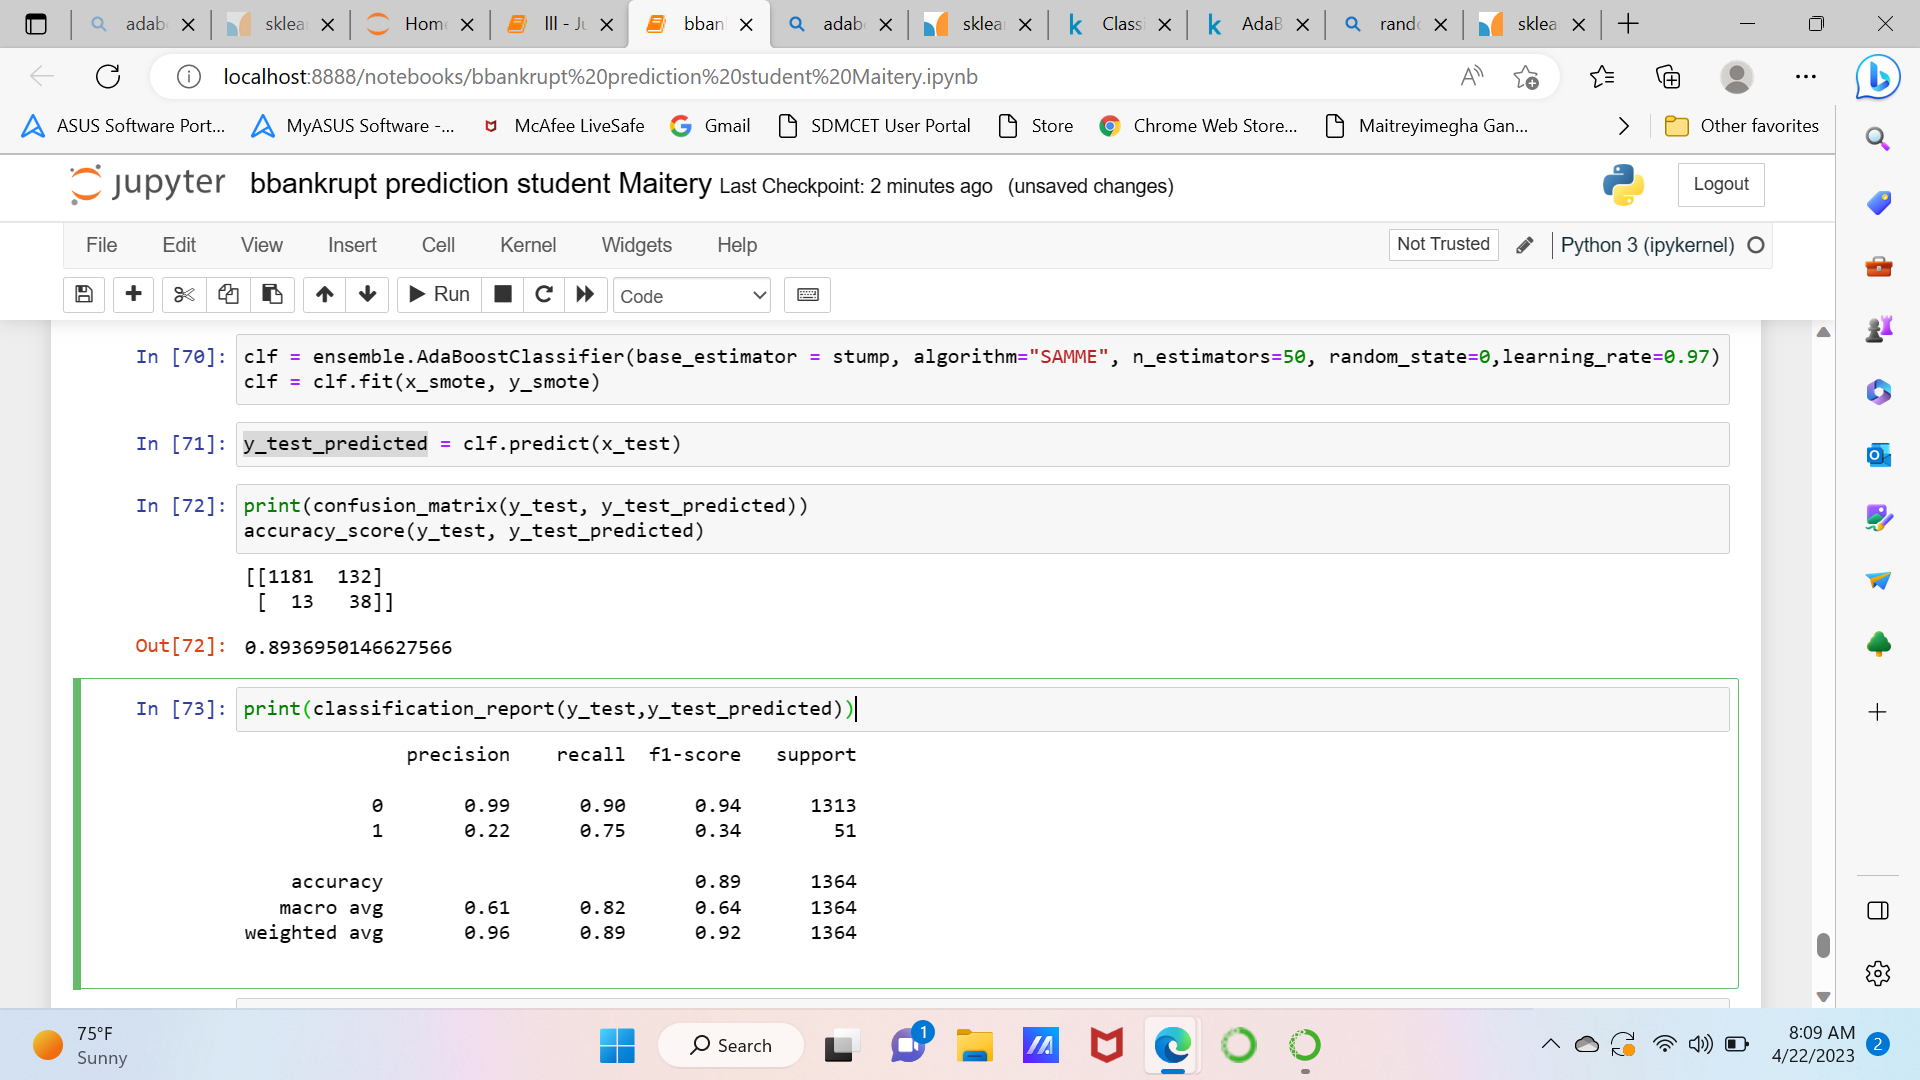 adab
sklear
Home
lll - Ju
bban
adab
sklea
Classi
AdaB
rand
sklea
localhost:8888/notebooks/bbankrupt%20prediction%20student%20Maitery.ipynb
ASUS Software Port... MyASUS Software -... McAfee LiveSafe Gmail SDMCET User Portal Store Chrome Web Store... Maitreyimegha Gan... Other favorites
jupyter bbankrupt prediction student Maitery Last Checkpoint: 2 minutes ago (unsaved changes) Logout
File Edit View Insert Cell Kernel Widgets Help Not Trusted Python 3 (ipykernel)
Run Code
In [70]: clf = ensemble.AdaBoostClassifier(base_estimator = stump, algorithm="SAMME", n_estimators=50, random_state=0,learning_rate=0.97)
clf = clf.fit(x_smote, y_smote)
In [71]: y_test_predicted = clf.predict(x_test)
In [72]: print(confusion_matrix(y_test, y_test_predicted))
accuracy_score(y_test, y_test_predicted)
[[1181 132]
[ 13 38]]
Out[72]: 0.8936950146627566
In [73]: print(classification_report(y_test,y_test_predicted))
precision recall f1-score support
0 0.99 0.90 0.94 1313
1 0.22 0.75 0.34 51
accuracy 0.89 1364
macro avg 0.61 0.82 0.64 1364
weighted avg 0.96 0.89 0.92 1364
75°F
Sunny
Search
1
8:09 AM
4/22/2023
2